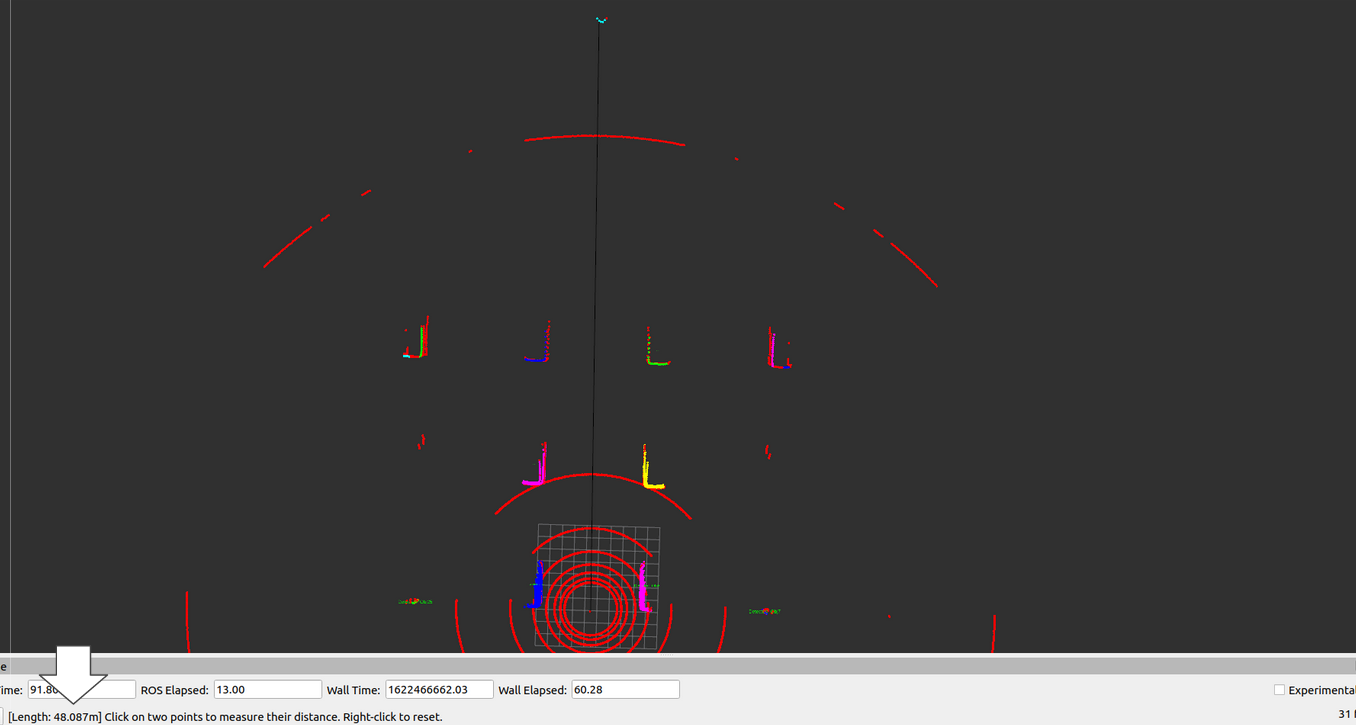 e
ime: 91.80 ROS Elapsed: 13.00 Wall Time: 1622466662.03 Wall Elapsed: 60.28 Experimental
[Length: 48.087m] Click on two points to measure their distance. Right-click to reset. 31 f